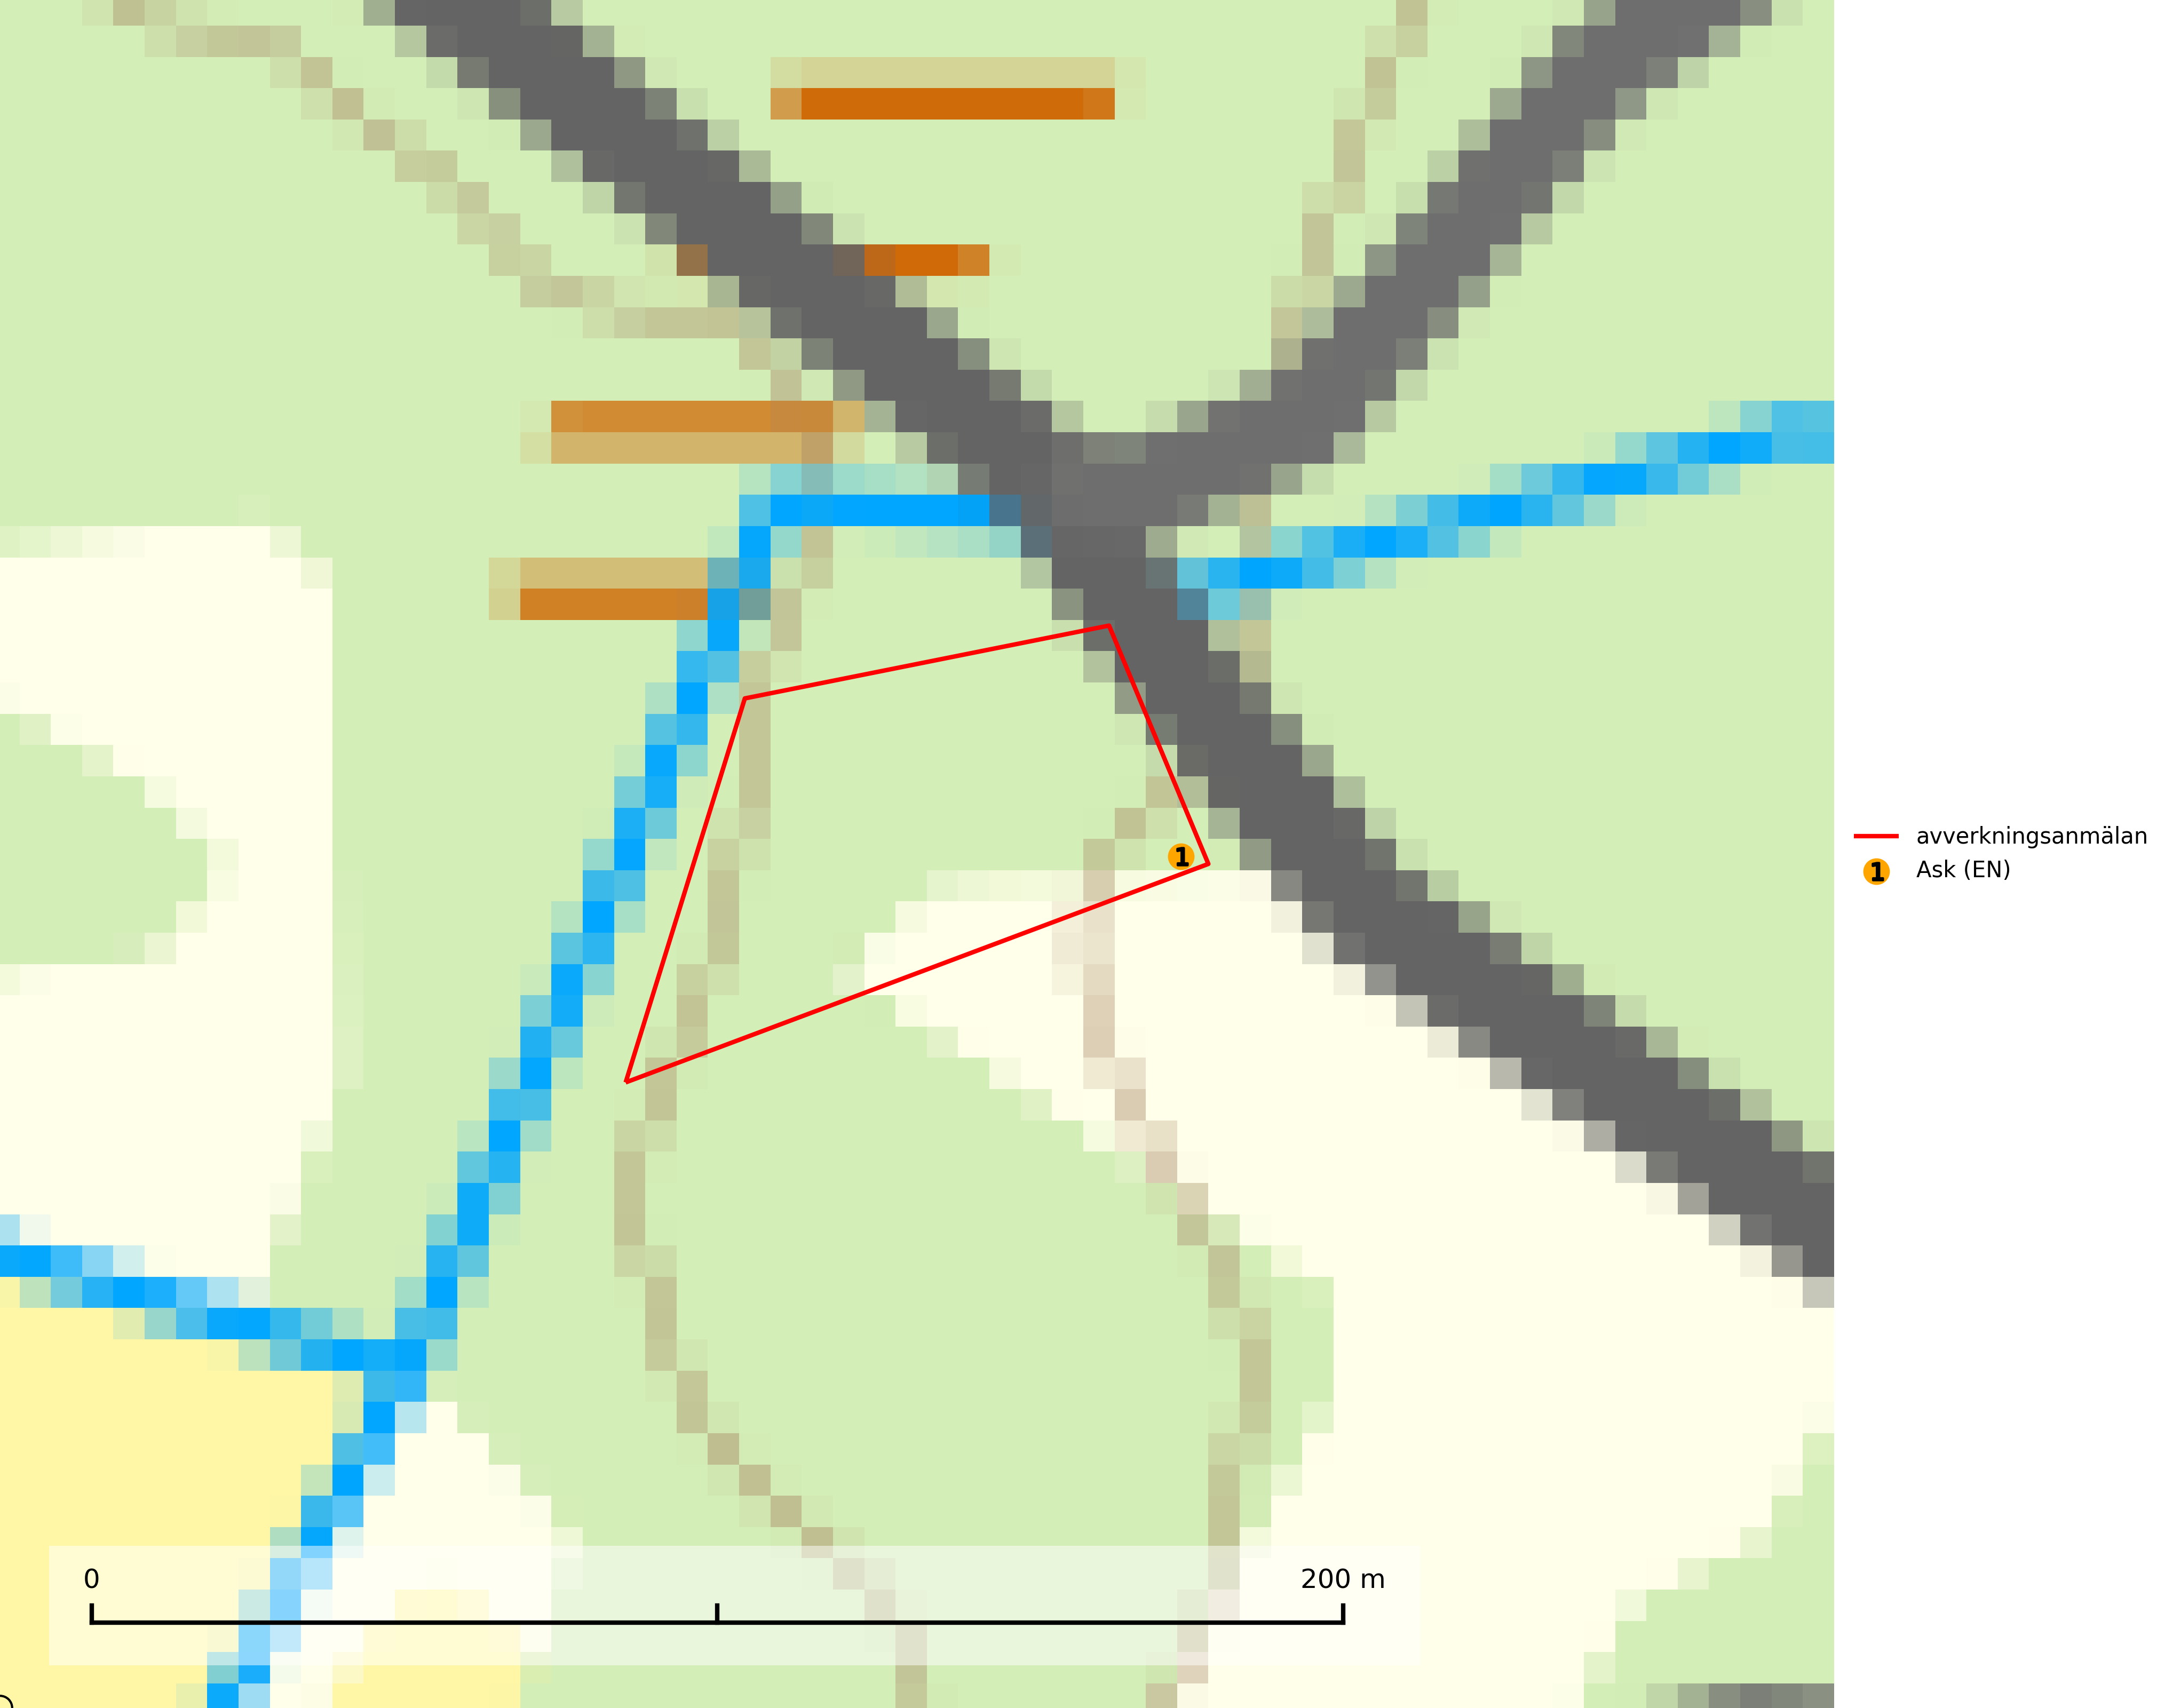 1
avverkningsanmälan
1 Ask (EN)
0 200 m